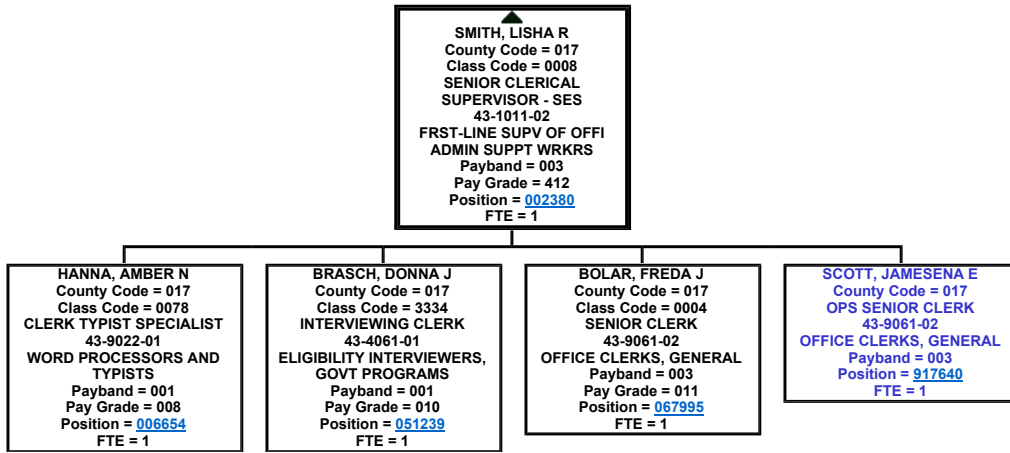 SMITH, LISHA R
County Code = 017
Class Code = 0008
SENIOR CLERICAL
SUPERVISOR - SES
43-1011-02
FRST-LINE SUPV OF OFFI
ADMIN SUPPT WRKRS
Payband = 003
Pay Grade = 412
Position = 002380
FTE = 1
HANNA, AMBER N
County Code = 017
Class Code = 0078
CLERK TYPIST SPECIALIST
43-9022-01
WORD PROCESSORS AND
TYPISTS
Payband = 001
Pay Grade = 008
Position = 006654
FTE = 1
BRASCH, DONNA J
County Code = 017
Class Code = 3334
INTERVIEWING CLERK
43-4061-01
ELIGIBILITY INTERVIEWERS,
GOVT PROGRAMS
Payband = 001
Pay Grade = 010
Position = 051239
FTE = 1
BOLAR, FREDA J
County Code = 017
Class Code = 0004
SENIOR CLERK
43-9061-02
OFFICE CLERKS, GENERAL
Payband = 003
Pay Grade = 011
Position = 067995
FTE = 1
SCOTT, JAMESENA E
County Code = 017
OPS SENIOR CLERK
43-9061-02
OFFICE CLERKS, GENERAL
Payband = 003
Position = 917640
FTE = 1